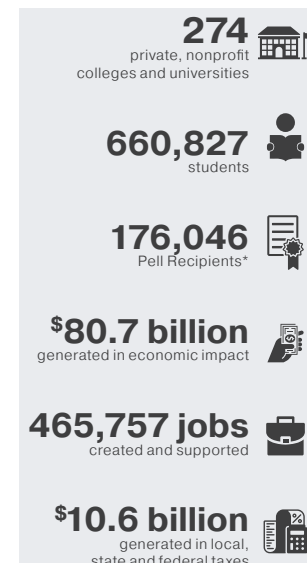 274
private, nonprofit
colleges and universities
660,827
students
176,046
Pell Recipients*
$80.7 billion
generated in economic impact
465,757 jobs
created and supported
$10.6 billion
generated in local,
state and federal taxes